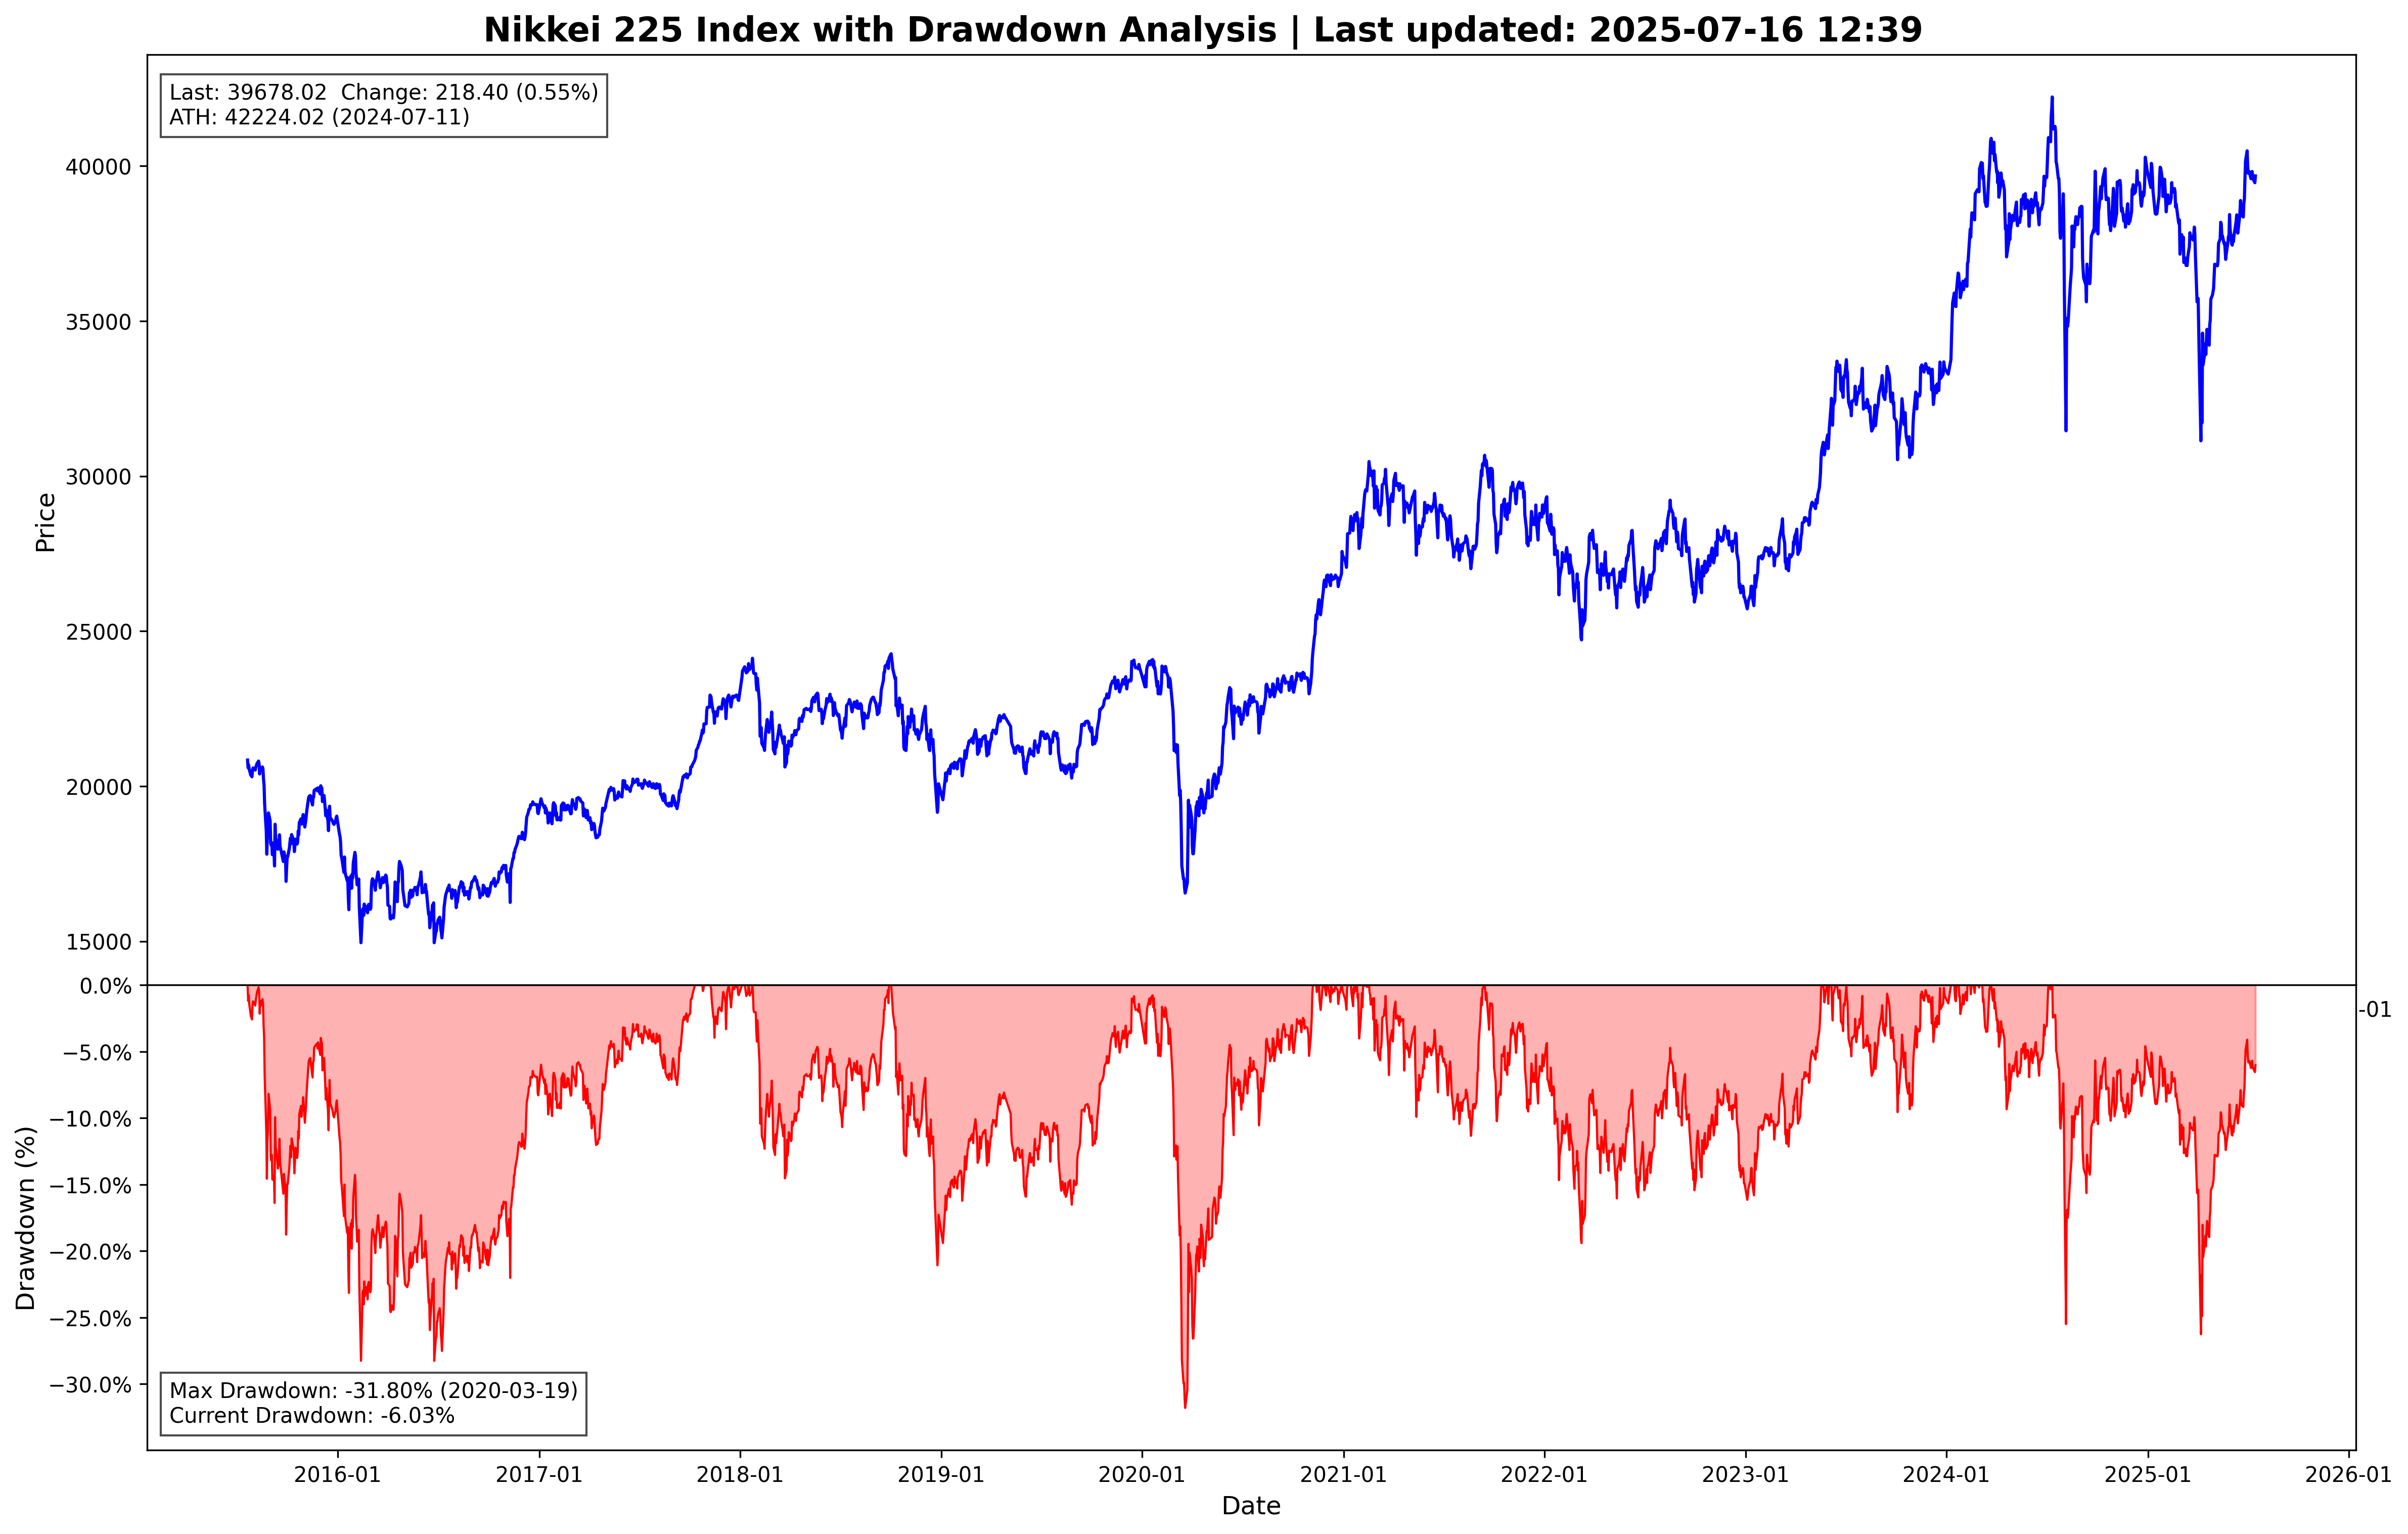 Nikkei 225 Index with Drawdown Analysis | Last updated: 2025-07-16 12:39
Last: 39678.02  Change: 218.40 (0.55%)
ATH: 42224.02 (2024-07-11)
Price
40000
35000
30000
25000
20000
15000
-01
Drawdown (%)
0.0%
−5.0%
−10.0%
−15.0%
−20.0%
−25.0%
−30.0%
Max Drawdown: -31.80% (2020-03-19)
Current Drawdown: -6.03%
2016-01 2017-01 2018-01 2019-01 2020-01 2021-01 2022-01 2023-01 2024-01 2025-01 2026-01
Date